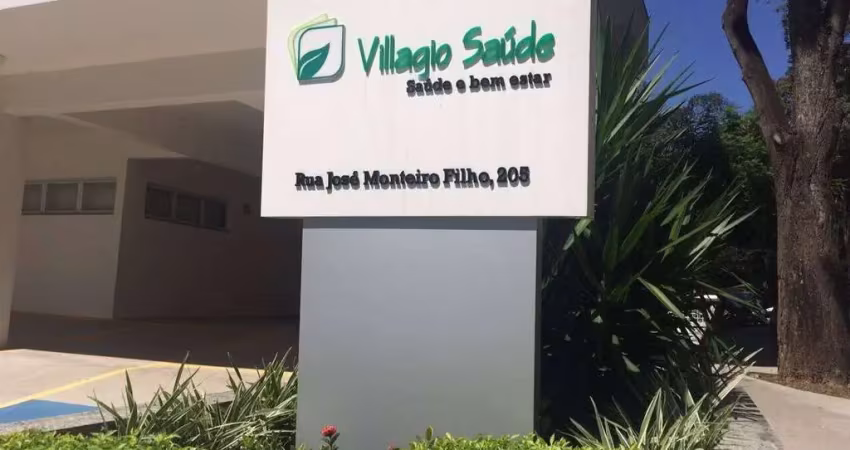 Villagio Saúde
Saúde e bem estar
Rua José Monteiro Filho, 205